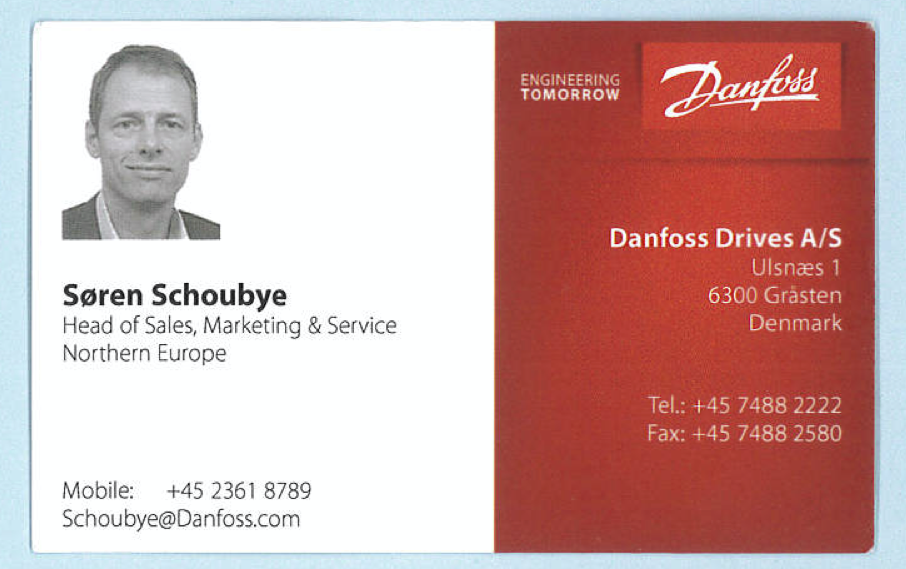 ENGINEERING
TOMORROW
Danfoss
Søren Schoubye
Head of Sales, Marketing & Service
Northern Europe
Mobile: +45 2361 8789
Schoubye@Danfoss.com
Danfoss Drives A/S
Ulsnæs 1
6300 Gråsten
Denmark
Tel.: +45 7488 2222
Fax: +45 7488 2580